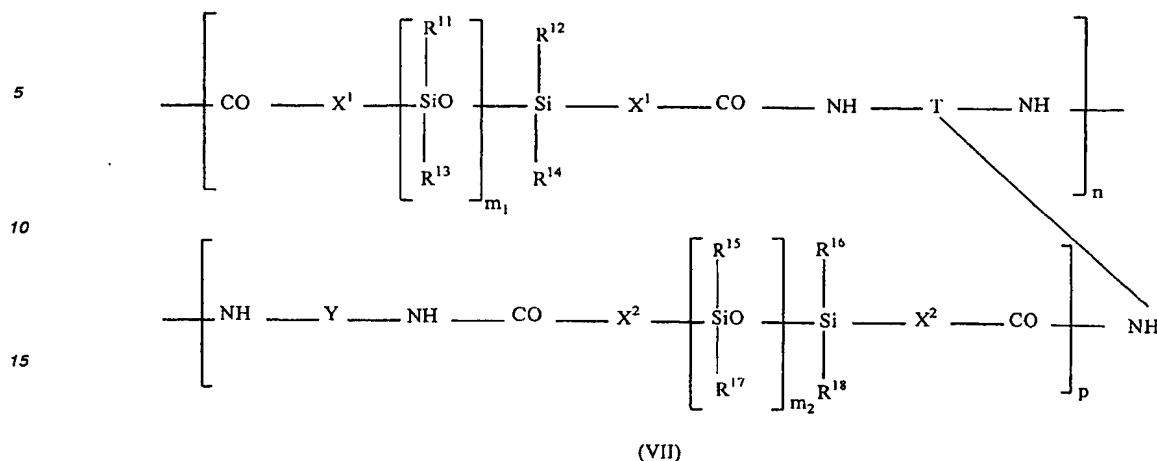 R¹¹ R¹²
5 CO X¹ SiO Si X¹ CO NH T NH
R¹³ R¹⁴ m₁ n
10
R¹⁵ R¹⁶
NH Y NH CO X² SiO Si X² CO NH
15
R¹⁷ R¹⁸ m₂ p
(VII)